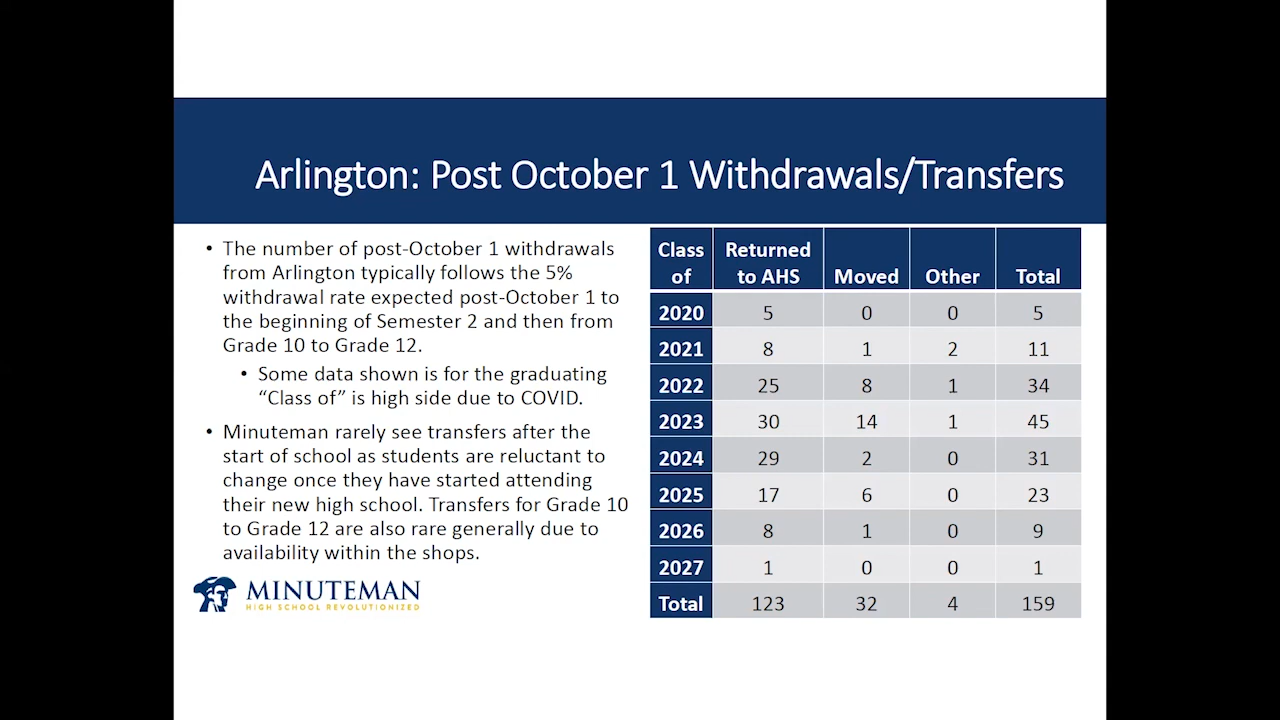 Arlington: Post October 1 Withdrawals/Transfers
• The number of post-October 1 withdrawals
from Arlington typically follows the 5%
withdrawal rate expected post-October 1 to
the beginning of Semester 2 and then from
Grade 10 to Grade 12.
• Some data shown is for the graduating
“Class of” is high side due to COVID.
• Minuteman rarely see transfers after the
start of school as students are reluctant to
change once they have started attending
their new high school. Transfers for Grade 10
to Grade 12 are also rare generally due to
availability within the shops.
MINUTEMAN
HIGH SCHOOL REVOLUTIONIZED
Class of Returned to AHS Moved Other Total
2020 5 0 0 5
2021 8 1 2 11
2022 25 8 1 34
2023 30 14 1 45
2024 29 2 0 31
2025 17 6 0 23
2026 8 1 0 9
2027 1 0 0 1
Total 123 32 4 159